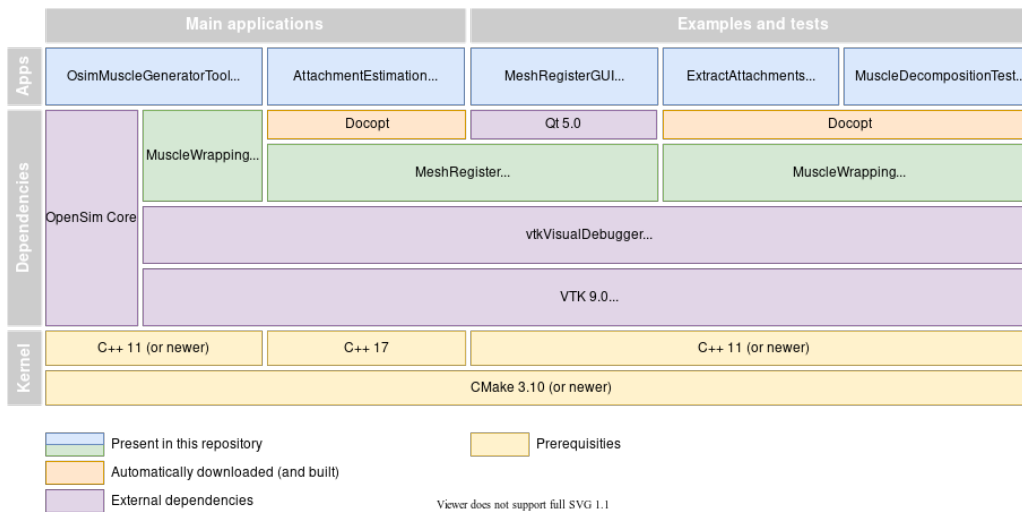 Main applications
Examples and tests
Apps
OsimMuscleGeneratorTool...
AttachmentEstimation...
MeshRegisterGUI...
ExtractAttachments...
MuscleDecompositionTest...
Dependencies
OpenSim Core
MuscleWrapping...
Docopt
Qt 5.0
Docopt
MeshRegister...
MuscleWrapping...
vtkVisualDebugger...
VTK 9.0...
Kernel
C++ 11 (or newer)
C++ 17
C++ 11 (or newer)
CMake 3.10 (or newer)
Present in this repository
Prerequisities
Automatically downloaded (and built)
External dependencies
Viewer does not support full SVG 1.1